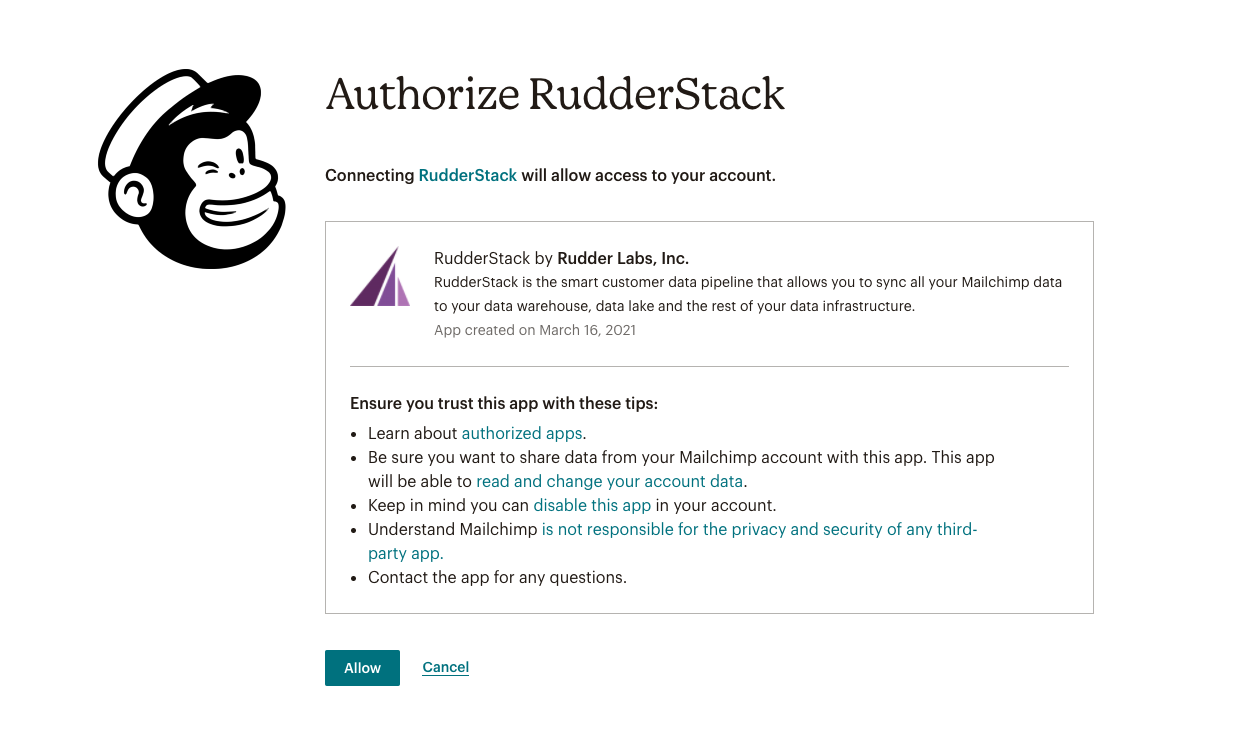 Authorize RudderStack
Connecting RudderStack will allow access to your account.
RudderStack by Rudder Labs, Inc.
RudderStack is the smart customer data pipeline that allows you to sync all your Mailchimp data
to your data warehouse, data lake and the rest of your data infrastructure.
App created on March 16, 2021
Ensure you trust this app with these tips:
• Learn about authorized apps.
• Be sure you want to share data from your Mailchimp account with this app. This app
will be able to read and change your account data.
• Keep in mind you can disable this app in your account.
• Understand Mailchimp is not responsible for the privacy and security of any third-
party app.
• Contact the app for any questions.
Allow Cancel